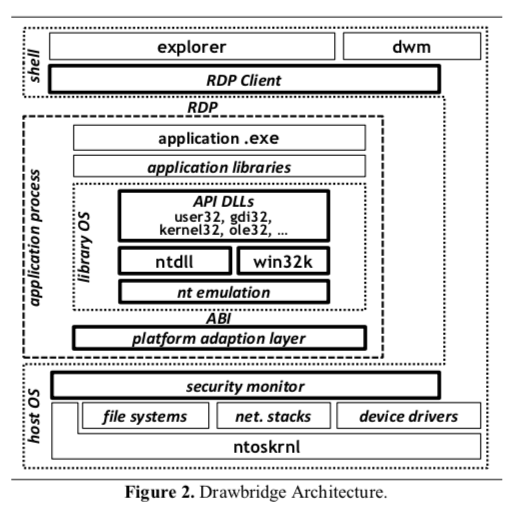 shell
explorer
dwm
RDP Client
RDP
application process
application .exe
application libraries
library OS
API DLLs
user32, gdi32,
kernel32, ole32, ...
ntdll
win32k
nt emulation
ABI
platform adaption layer
host OS
security monitor
file systems
net. stacks
device drivers
ntoskrnl
Figure 2. Drawbridge Architecture.